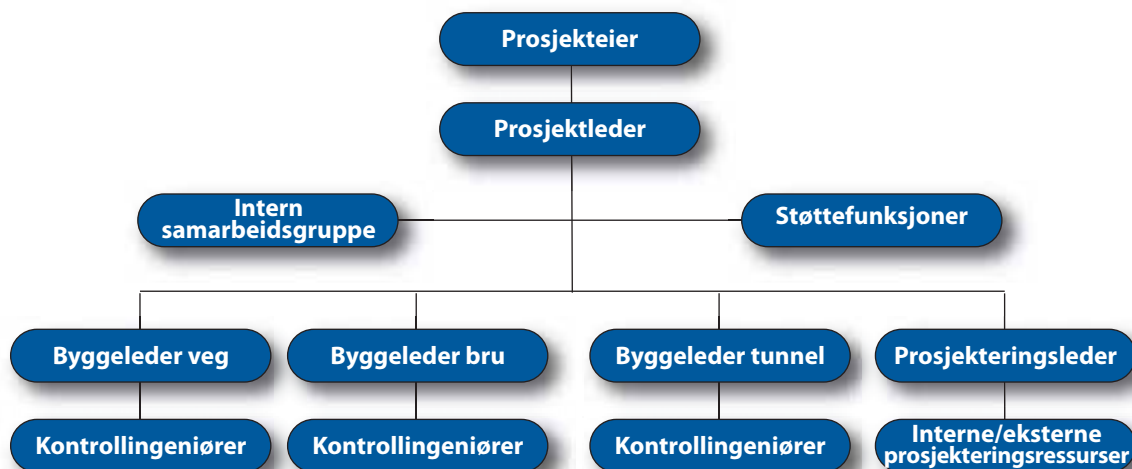 Prosjekteier
Prosjektleder
Intern
samarbeidsgruppe
Støttefunksjoner
Byggeleder veg
Byggeleder bru
Byggeleder tunnel
Prosjekteringsleder
Kontrollingeniører
Kontrollingeniører
Kontrollingeniører
Interne/eksterne
prosjekteringsressurser